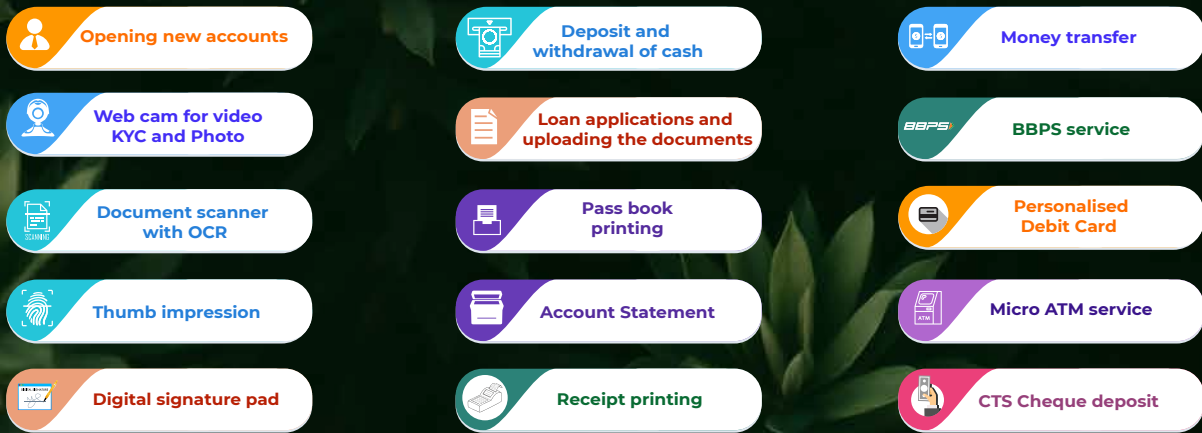 Opening new accounts
Web cam for video
KYC and Photo
SCANNING
Document scanner
with OCR
Thumb impression
Digital signature pad
Deposit and
withdrawal of cash
Loan applications and
uploading the documents
Pass book
printing
Account Statement
Receipt printing
Money transfer
BBPS
BBPS service
Personalised
Debit Card
ATM
Micro ATM service
CTS Cheque deposit